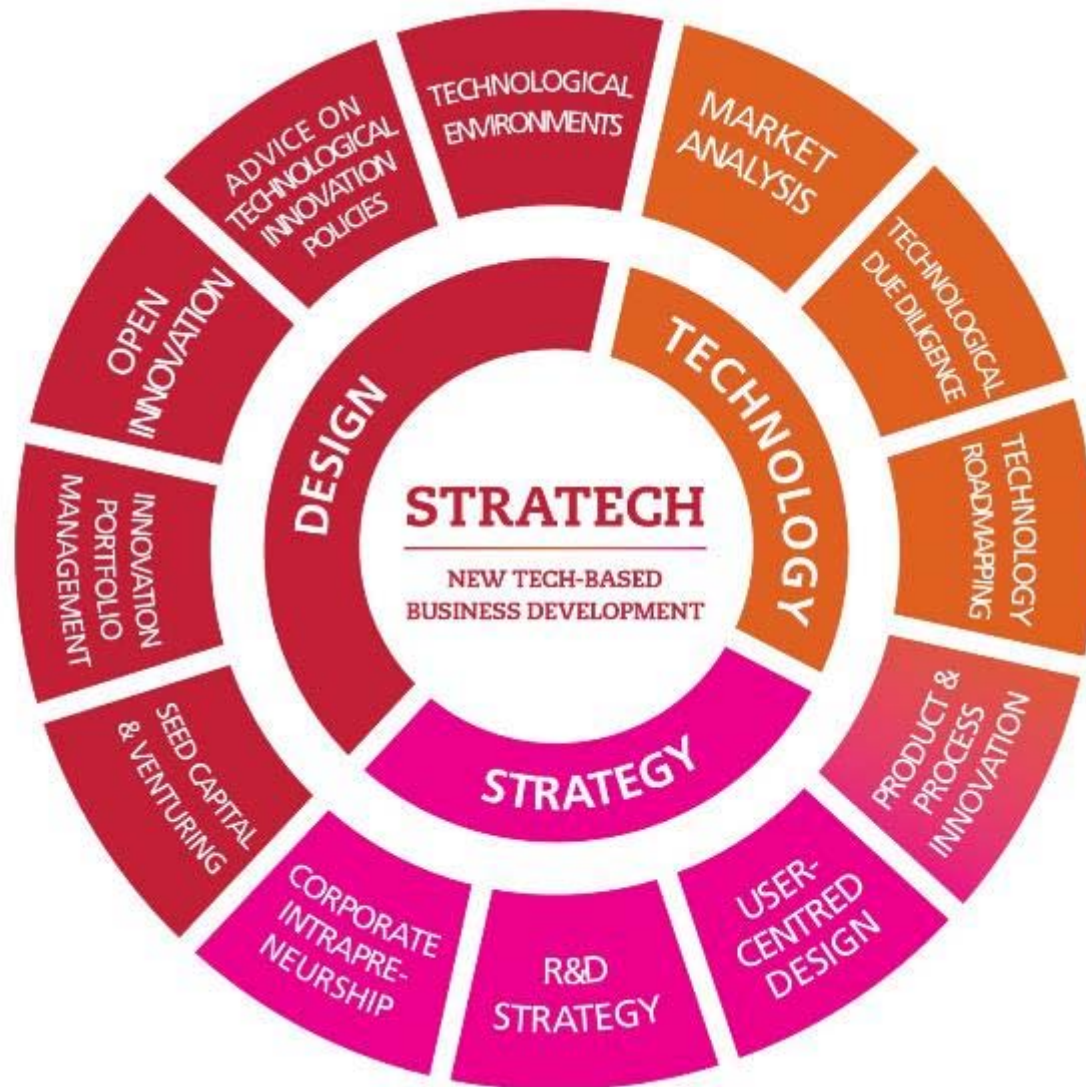 STRATECH
NEW TECH-BASED
BUSINESS DEVELOPMENT
DESIGN
TECHNOLOGY
STRATEGY
TECHNOLOGICAL
ENVIRONMENTS
MARKET
ANALYSIS
TECHNOLOGICAL
DUE DILIGENCE
TECHNOLOGY
ROADMAPPING
PRODUCT &
PROCESS
INNOVATION
USER-
CENTRED
DESIGN
R&D
STRATEGY
CORPORATE
INTRAPRE-
NEURSHIP
SEED CAPITAL
& VENTURING
INNOVATION
PORTFOLIO
MANAGEMENT
OPEN
INNOVATION
ADVICE ON
TECHNOLOGICAL
INNOVATION
POLICIES